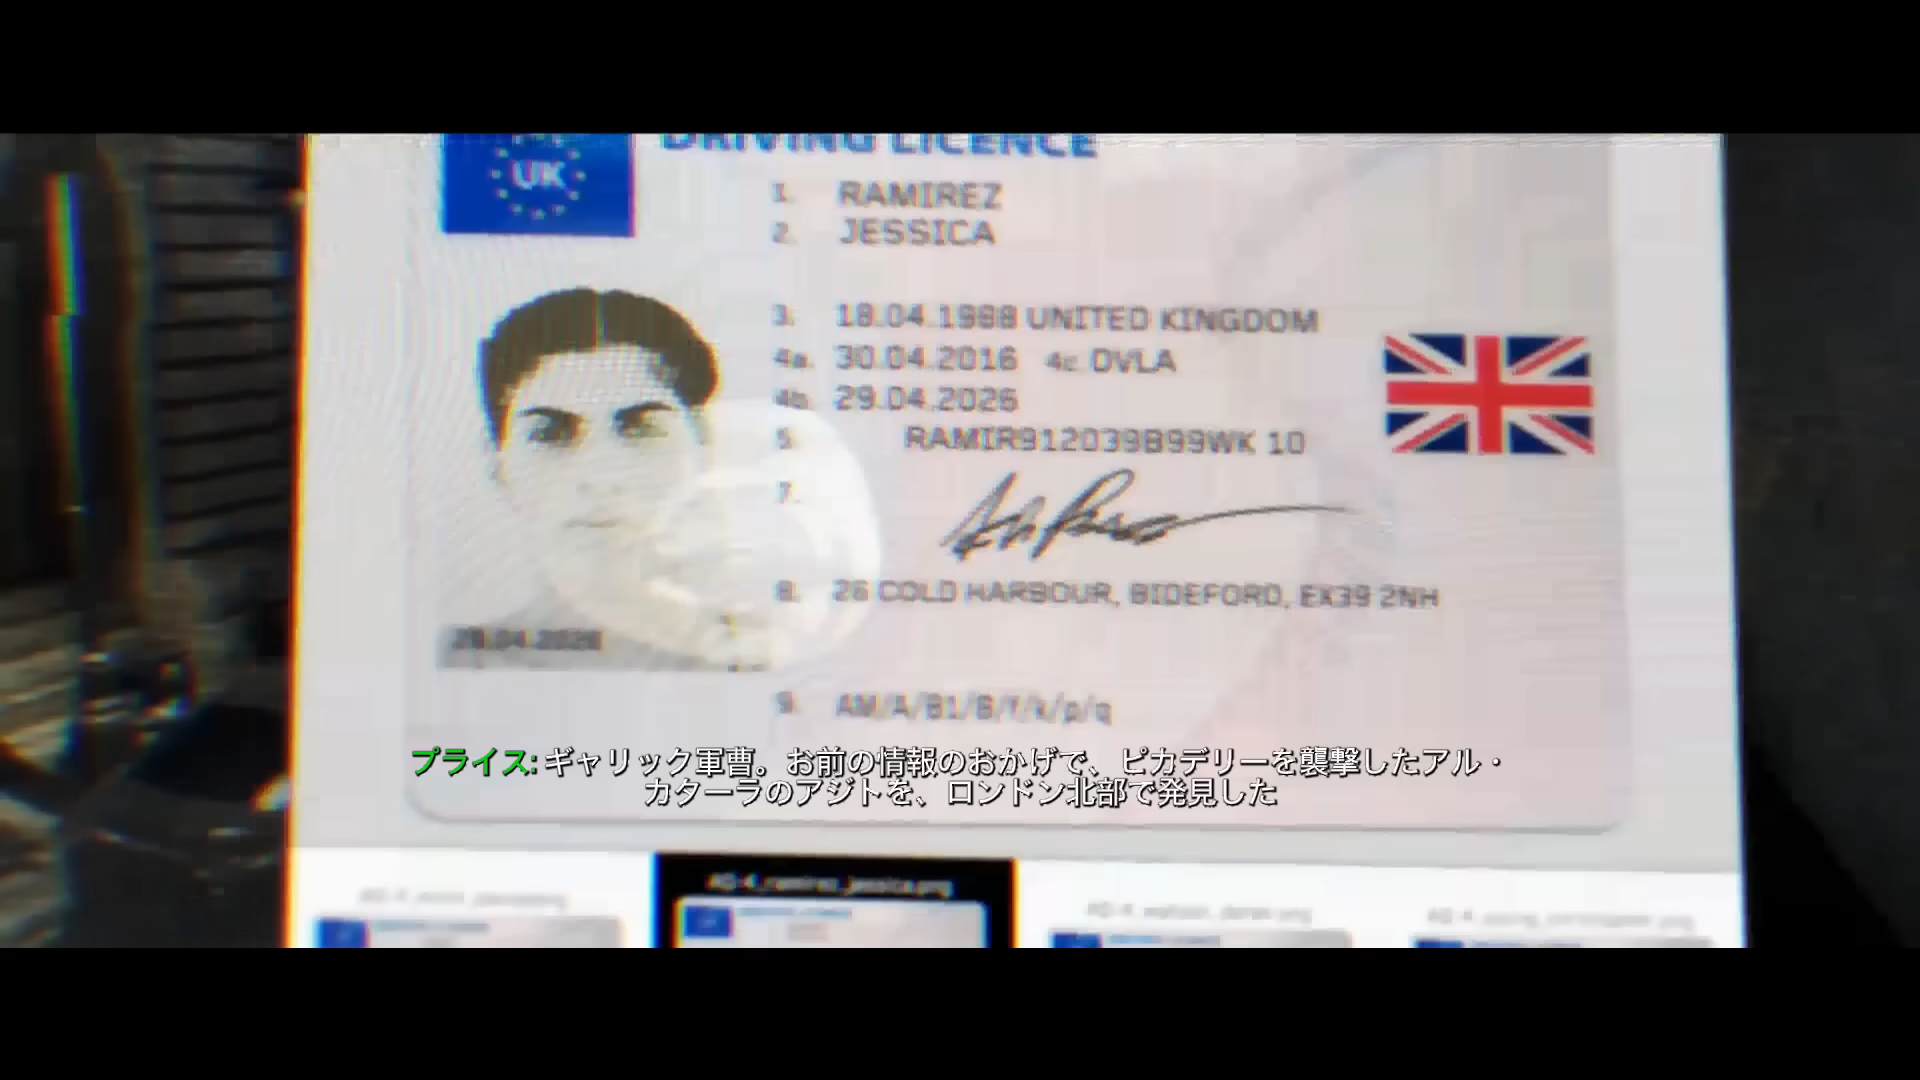 DRIVING LICENCE
UK
1. RAMIREZ
2. JESSICA
3. 18.04.1998 UNITED KINGDOM
4a. 30.04.2016 4c DVLA
4b 29.04.2026
5. RAMIR912039B99WK 10
7.
8. 26 COLD HARBOUR, BIDEFORD, EX39 2NH
29.04.2026
9. AM/A/B1/B/f/k/p/q
プライス: ギャリック軍曹。お前の情報のおかげで、ピカデリーを襲撃したアル・
カターラのアジトを、ロンドン北部で発見した
AQ-4_ramirez_jessica.png